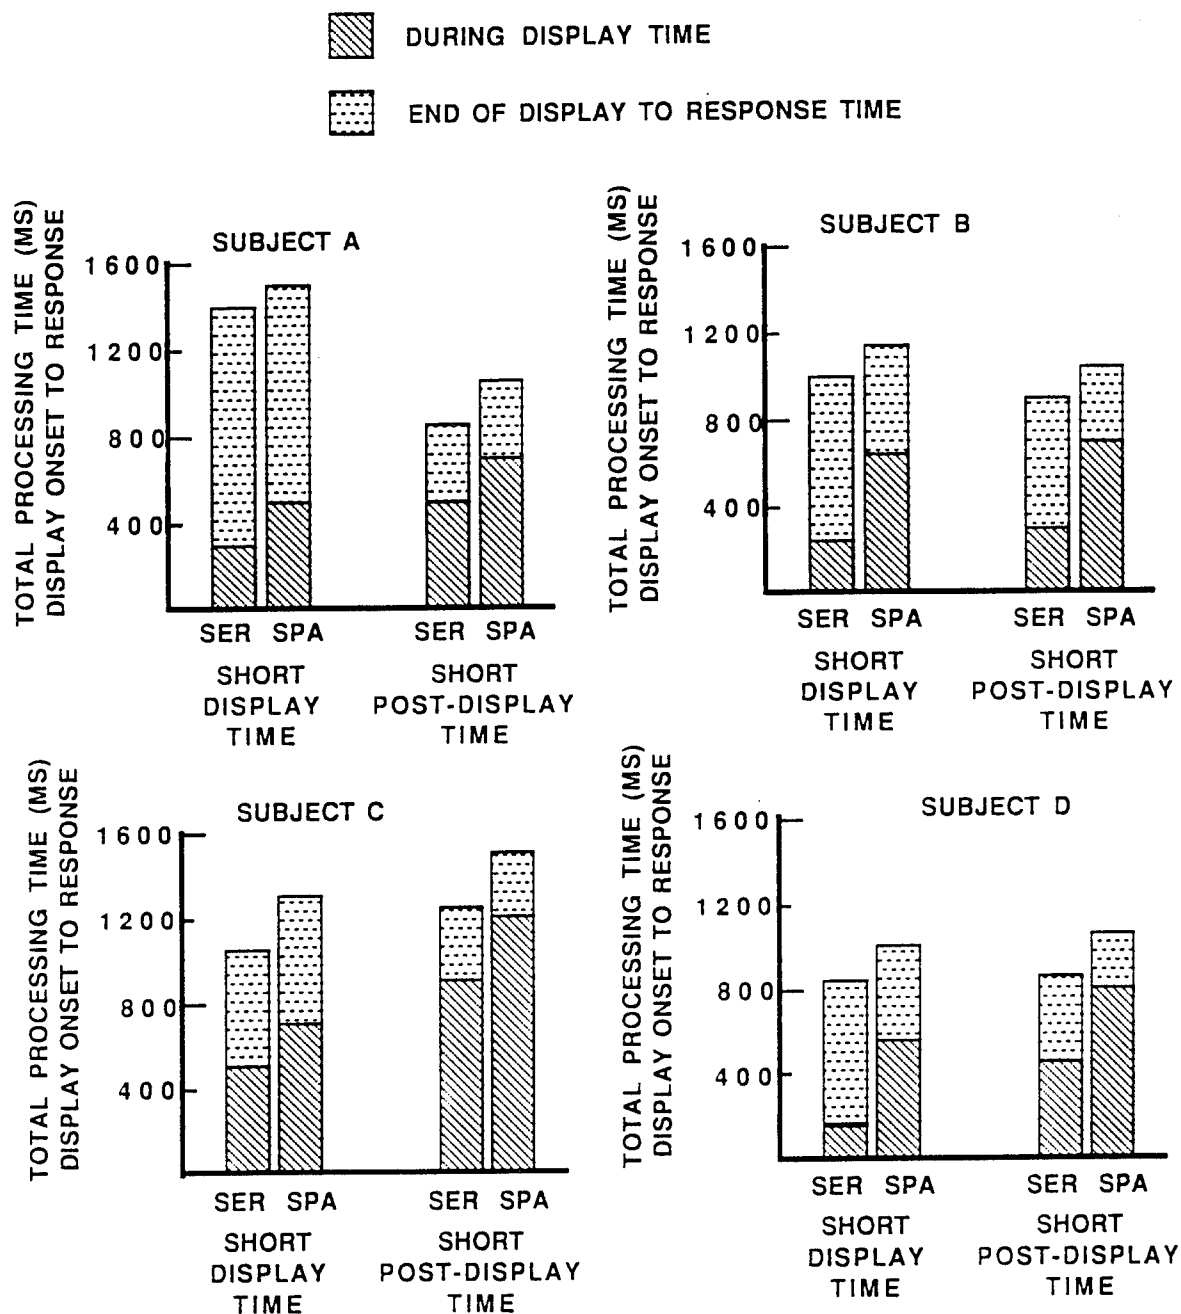 DURING DISPLAY TIME
END OF DISPLAY TO RESPONSE TIME
TOTAL PROCESSING TIME (MS)
DISPLAY ONSET TO RESPONSE
SUBJECT A
1600
1200
800
400
SER SPA
SER SPA
SHORT
DISPLAY
TIME
SHORT
POST-DISPLAY
TIME
TOTAL PROCESSING TIME (MS)
DISPLAY ONSET TO RESPONSE
SUBJECT B
1600
1200
800
400
SER SPA
SER SPA
SHORT
DISPLAY
TIME
SHORT
POST-DISPLAY
TIME
TOTAL PROCESSING TIME (MS)
DISPLAY ONSET TO RESPONSE
SUBJECT C
1600
1200
800
400
SER SPA
SER SPA
SHORT
DISPLAY
TIME
SHORT
POST-DISPLAY
TIME
TOTAL PROCESSING TIME (MS)
DISPLAY ONSET TO RESPONSE
SUBJECT D
1600
1200
800
400
SER SPA
SER SPA
SHORT
DISPLAY
TIME
SHORT
POST-DISPLAY
TIME